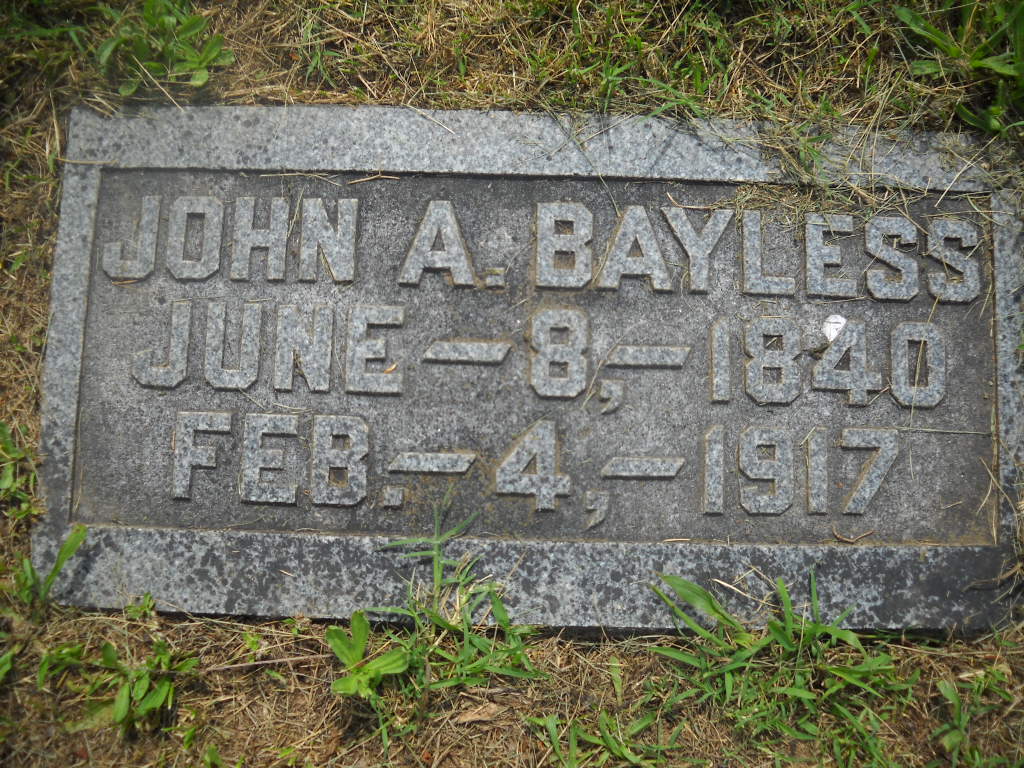 JOHN A. BAYLESS
JUNE — 8, — 1840
FEB. — 4, — 1917